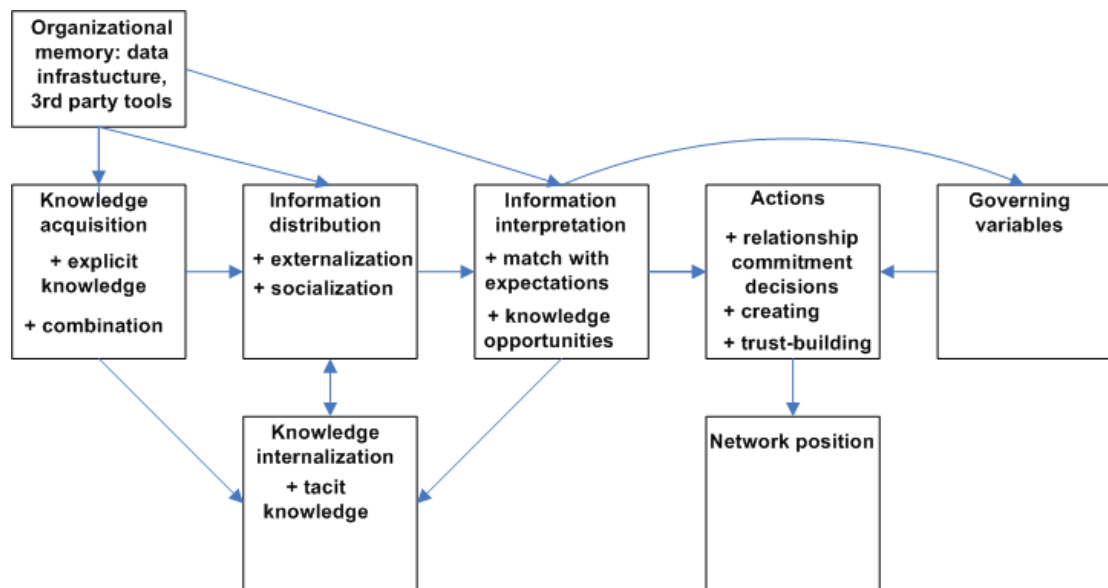 Organizational
memory: data
infrastucture,
3rd party tools
Knowledge
acquisition
+ explicit
knowledge
+ combination
Information
distribution
+ externalization
+ socialization
Information
interpretation
+ match with
expectations
+ knowledge
opportunities
Actions
+ relationship
commitment
decisions
+ creating
+ trust-building
Governing
variables
Knowledge
internalization
+ tacit
knowledge
Network position